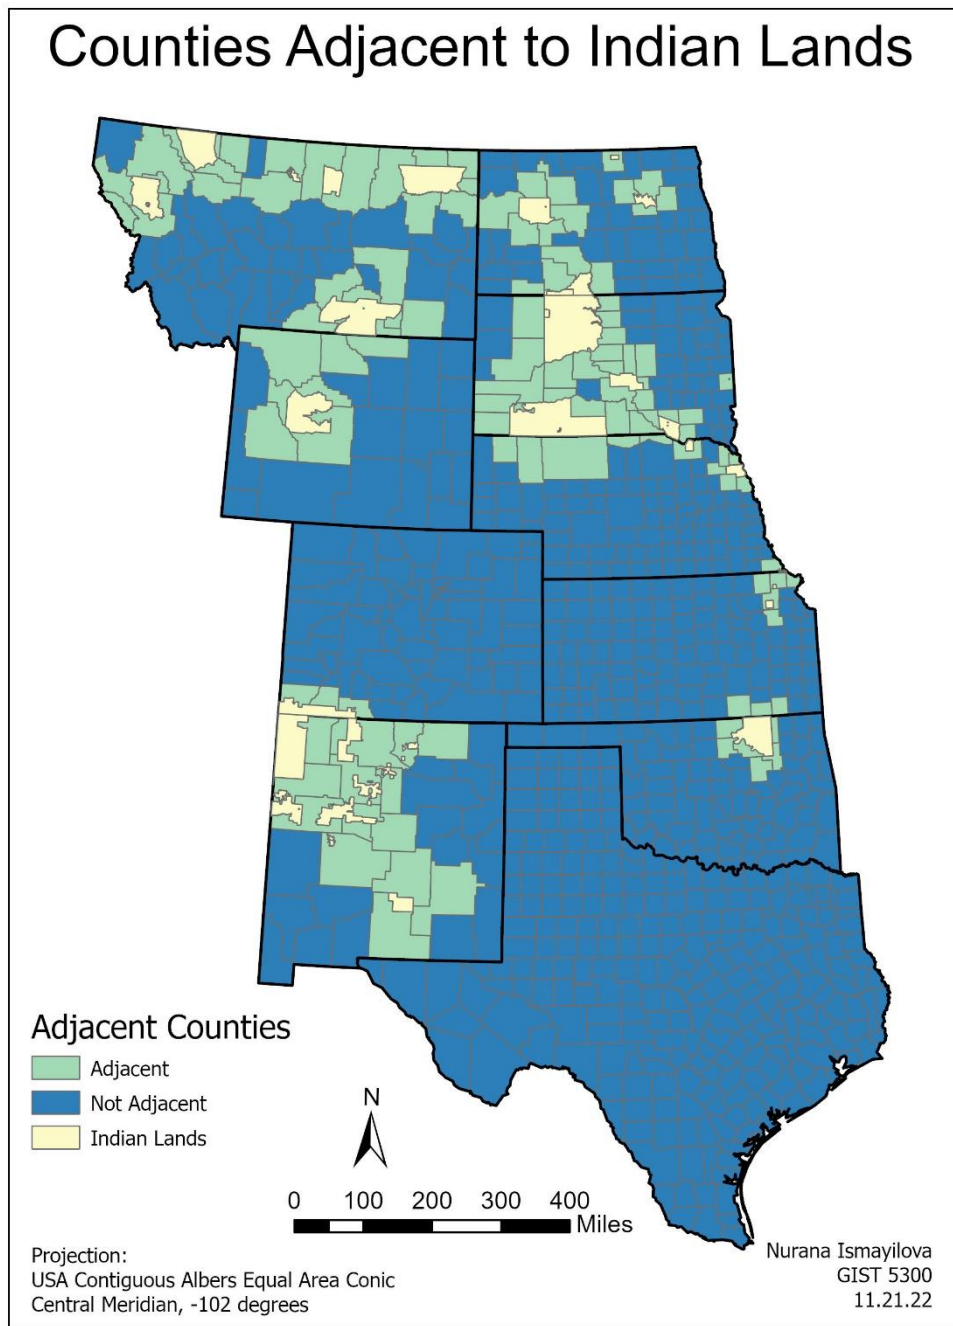 Counties Adjacent to Indian Lands
Adjacent Counties
Adjacent
Not Adjacent
Indian Lands
N
0 100 200 300 400
Miles
Projection:
USA Contiguous Albers Equal Area Conic
Central Meridian, -102 degrees
Nurana Ismayilova
GIST 5300
11.21.22